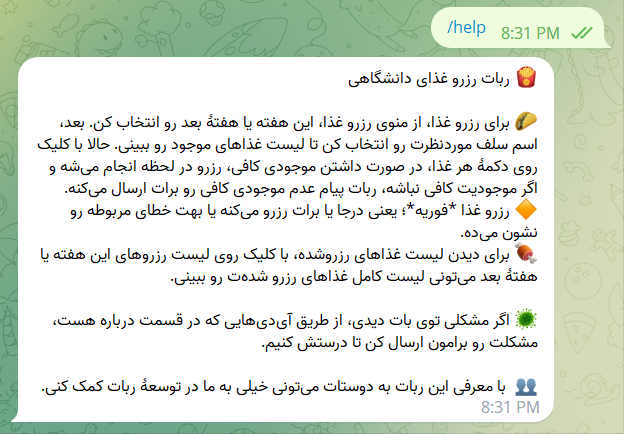 /help 8:31 PM
🍟 ربات رزرو غذای دانشگاهی
🌮 برای رزرو غذا، از منوی رزرو غذا، این هفته یا هفتهٔ بعد رو انتخاب کن. بعد،
اسم سلف موردنظرت رو انتخاب کن تا لیست غذاهای موجود رو ببینی. حالا با کلیک
روی دکمهٔ هر غذا، در صورت داشتن موجودی کافی، رزرو در لحظه انجام می‌شه و
اگر موجودیت کافی نباشه، ربات پیام عدم موجودی کافی رو برات ارسال می‌کنه.
🔶 رزرو غذا *فوریه*؛ یعنی درجا یا برات رزرو می‌کنه یا بهت خطای مربوطه رو
نشون می‌ده.
🍖 برای دیدن لیست غذاهای رزروشده، با کلیک روی لیست رزروهای این هفته یا
هفتهٔ بعد می‌تونی لیست کامل غذاهای رزرو شده‌ت رو ببینی.
🦠 اگر مشکلی توی بات دیدی، از طریق آی‌دی‌هایی که در قسمت درباره هست،
مشکلت رو برامون ارسال کن تا درستش کنیم.
👥 با معرفی این ربات به دوستات می‌تونی خیلی به ما در توسعهٔ ربات کمک کنی.
8:31 PM